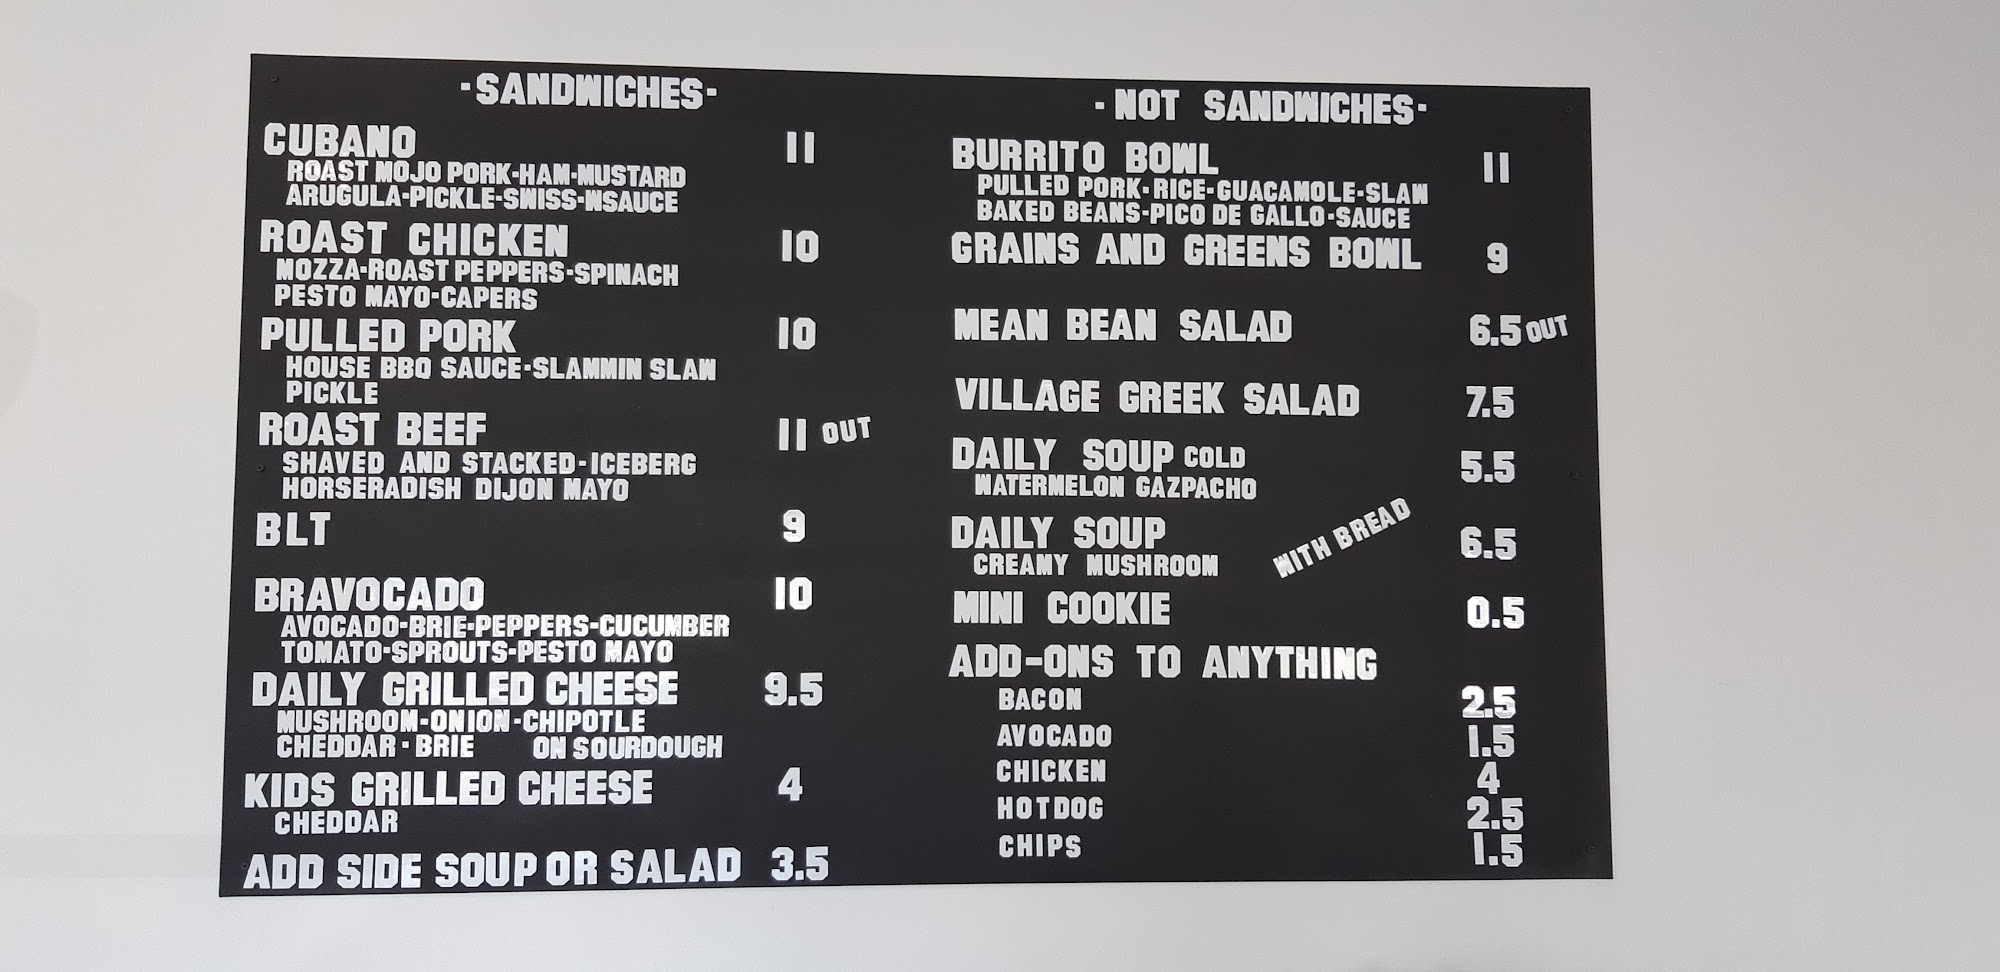 -SANDWICHES-
CUBANO 11
ROAST MOJO PORK-HAM-MUSTARD
ARUGULA-PICKLE-SWISS-WSAUCE
ROAST CHICKEN 10
MOZZA-ROAST PEPPERS-SPINACH
PESTO MAYO-CAPERS
PULLED PORK 10
HOUSE BBQ SAUCE-SLAMMIN SLAW
PICKLE
ROAST BEEF 11 OUT
SHAVED AND STACKED-ICEBERG
HORSERADISH DIJON MAYO
BLT 9
BRAVOCADO 10
AVOCADO-BRIE-PEPPERS-CUCUMBER
TOMATO-SPROUTS-PESTO MAYO
DAILY GRILLED CHEESE 9.5
MUSHROOM-ONION-CHIPOTLE
CHEDDAR-BRIE ON SOURDOUGH
KIDS GRILLED CHEESE 4
CHEDDAR
ADD SIDE SOUP OR SALAD 3.5
-NOT SANDWICHES-
BURRITO BOWL 11
PULLED PORK-RICE-GUACAMOLE-SLAW
BAKED BEANS-PICO DE GALLO-SAUCE
GRAINS AND GREENS BOWL 9
MEAN BEAN SALAD 6.5 OUT
VILLAGE GREEK SALAD 7.5
DAILY SOUP COLD 5.5
WATERMELON GAZPACHO
DAILY SOUP WITH BREAD 6.5
CREAMY MUSHROOM
MINI COOKIE 0.5
ADD-ONS TO ANYTHING
BACON 2.5
AVOCADO 1.5
CHICKEN 4
HOTDOG 2.5
CHIPS 1.5